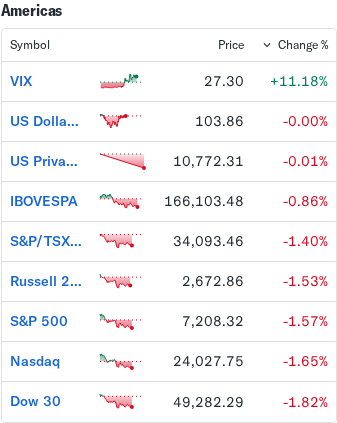 Americas
Symbol Price Change %
VIX 27.30 +11.18%
US Dolla... 103.86 -0.00%
US Priva... 10,772.31 -0.01%
IBOVESPA 166,103.48 -0.86%
S&P/TSX... 34,093.46 -1.40%
Russell 2... 2,672.86 -1.53%
S&P 500 7,208.32 -1.57%
Nasdaq 24,027.75 -1.65%
Dow 30 49,282.29 -1.82%